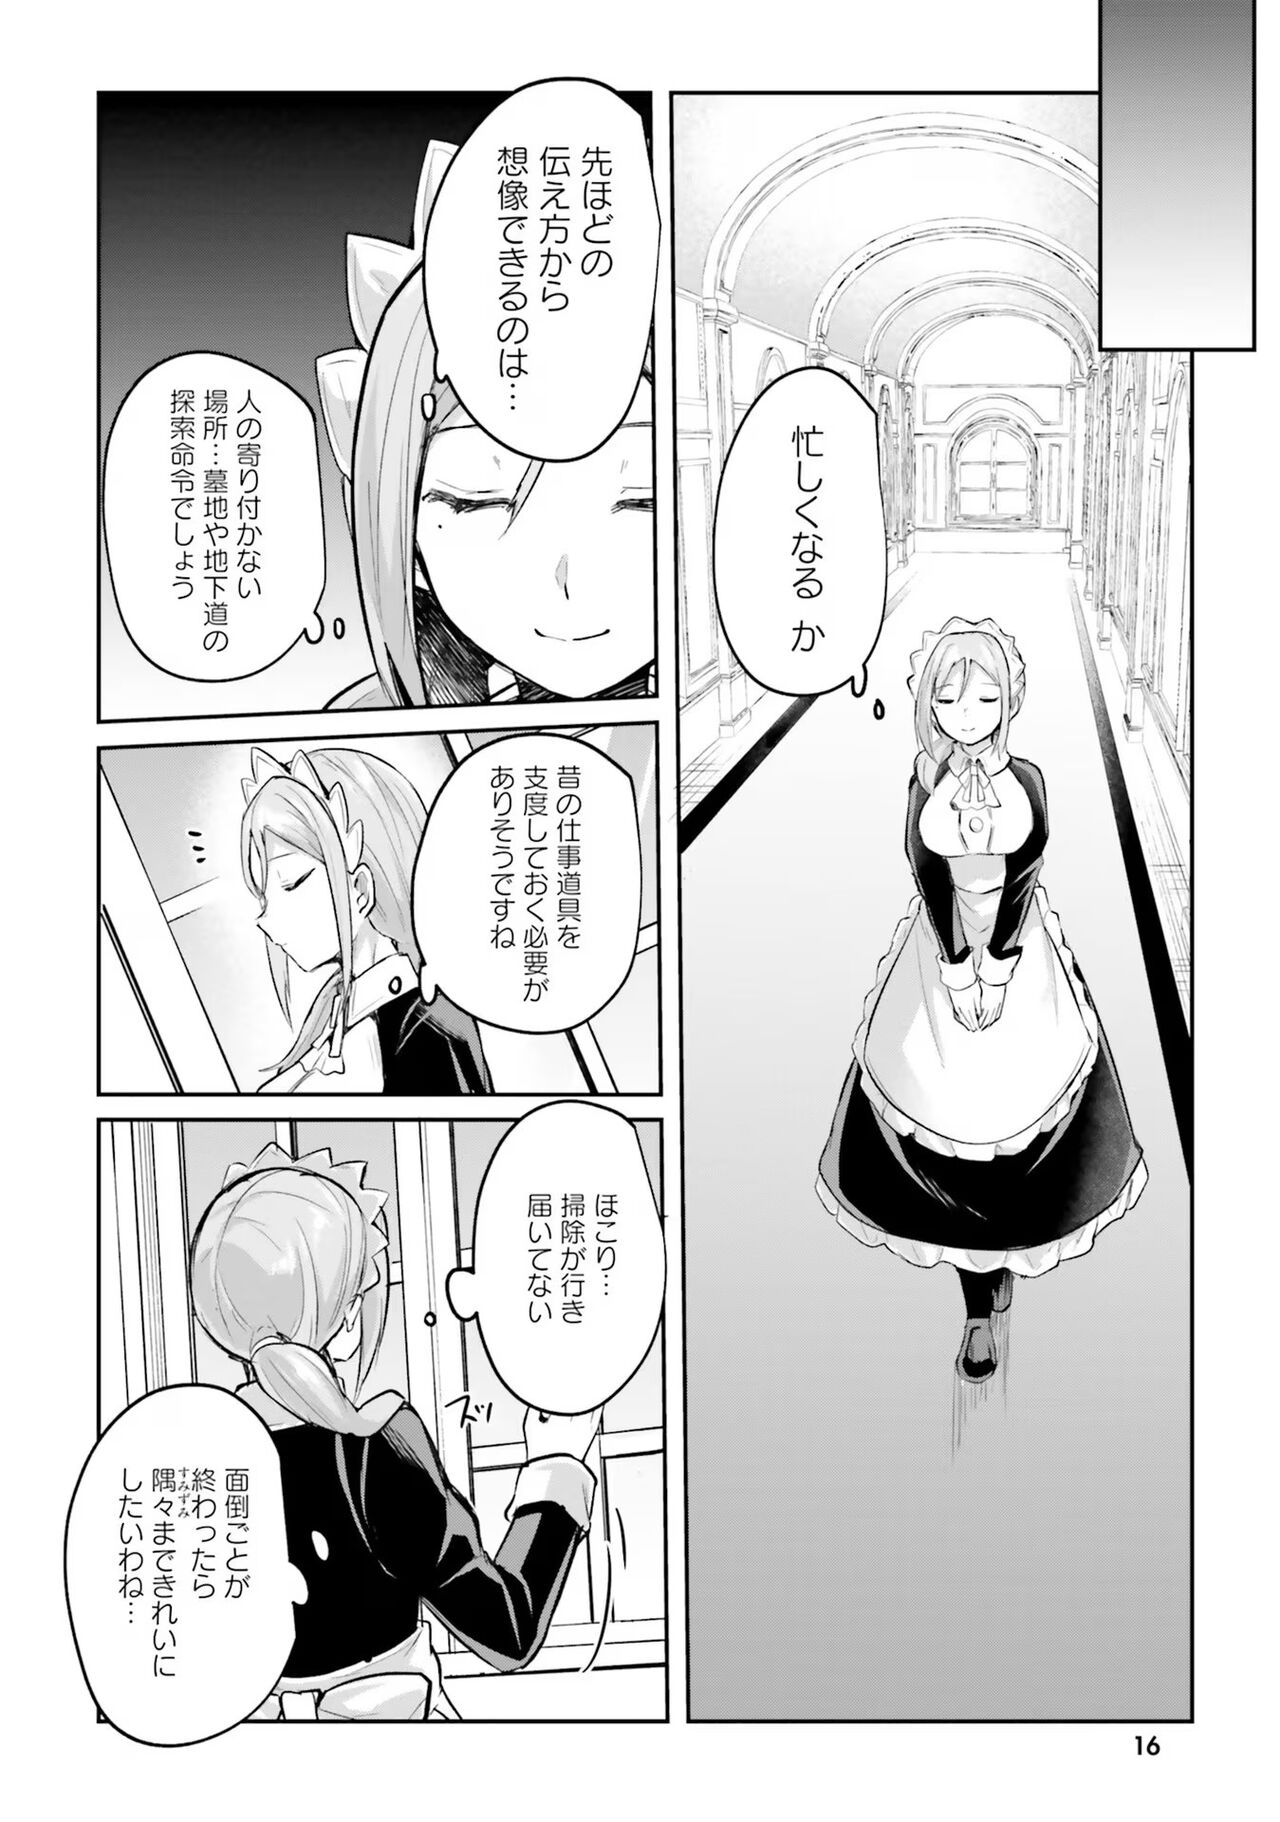 忙しくなる か
先ほどの
伝え方から
想像できるのは…
人の寄り付かない
場所…墓地や地下道の
探索命令でしょう
昔の仕事道具を
支度しておく必要が
ありそうですね
ほこり…
掃除が行き
届いてない
ズッ
面倒ごとが
終わったら
隅々まできれいに
すみずみ
したいわね…
16